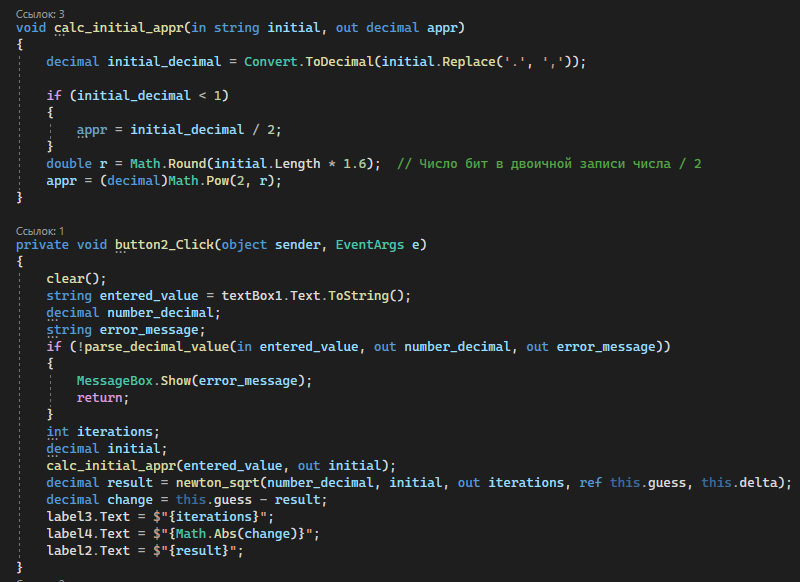 Ссылок: 3
void calc_initial_appr(in string initial, out decimal appr)
{
decimal initial_decimal = Convert.ToDecimal(initial.Replace('.', ','));
if (initial_decimal < 1)
{
appr = initial_decimal / 2;
}
double r = Math.Round(initial.Length * 1.6); // Число бит в двоичной записи числа / 2
appr = (decimal)Math.Pow(2, r);
}
Ссылок: 1
private void button2_Click(object sender, EventArgs e)
{
clear();
string entered_value = textBox1.Text.ToString();
decimal number_decimal;
string error_message;
if (!parse_decimal_value(in entered_value, out number_decimal, out error_message))
{
MessageBox.Show(error_message);
return;
}
int iterations;
decimal initial;
calc_initial_appr(entered_value, out initial);
decimal result = newton_sqrt(number_decimal, initial, out iterations, ref this.guess, this.delta);
decimal change = this.guess - result;
label3.Text = $"{iterations}";
label4.Text = $"{Math.Abs(change)}";
label2.Text = $"{result}";
}